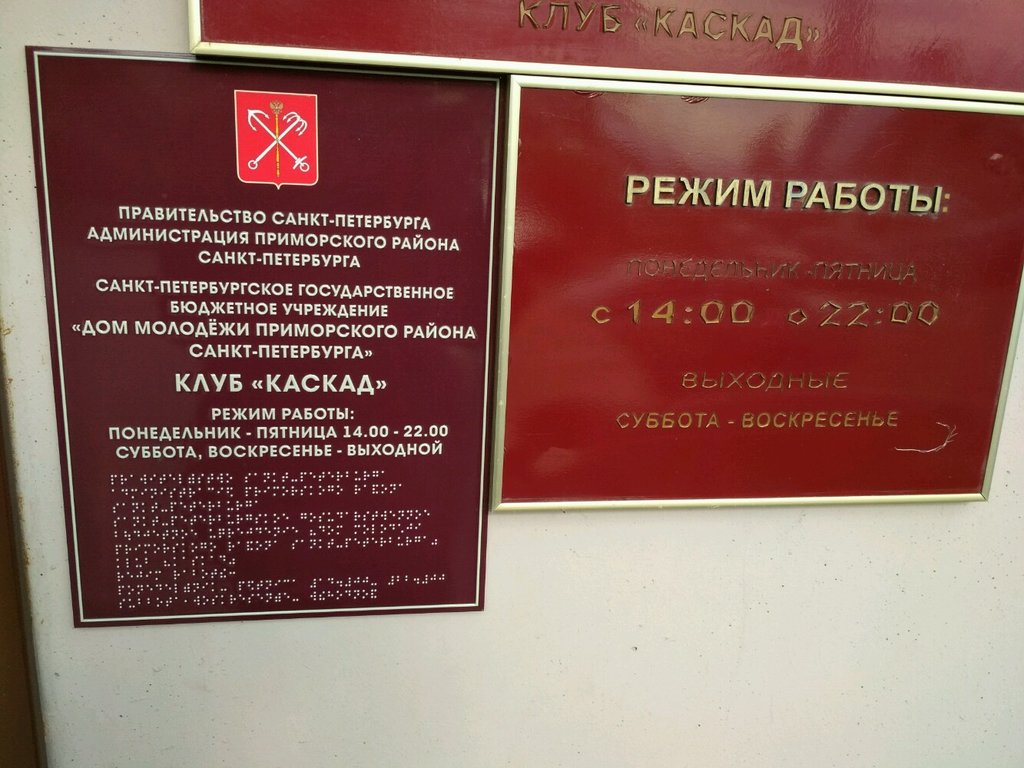 КЛУБ «КАСКАД»
ПРАВИТЕЛЬСТВО САНКТ-ПЕТЕРБУРГА
АДМИНИСТРАЦИЯ ПРИМОРСКОГО РАЙОНА
САНКТ-ПЕТЕРБУРГА
САНКТ-ПЕТЕРБУРГСКОЕ ГОСУДАРСТВЕННОЕ
БЮДЖЕТНОЕ УЧРЕЖДЕНИЕ
«ДОМ МОЛОДЁЖИ ПРИМОРСКОГО РАЙОНА
САНКТ-ПЕТЕРБУРГА»
КЛУБ «КАСКАД»
РЕЖИМ РАБОТЫ:
ПОНЕДЕЛЬНИК - ПЯТНИЦА 14.00 - 22.00
СУББОТА, ВОСКРЕСЕНЬЕ - ВЫХОДНОЙ
РЕЖИМ РАБОТЫ:
ПОНЕДЕЛЬНИК -ПЯТНИЦА
С 14:00 22:00
ВЫХОДНЫЕ
СУББОТА - ВОСКРЕСЕНЬЕ